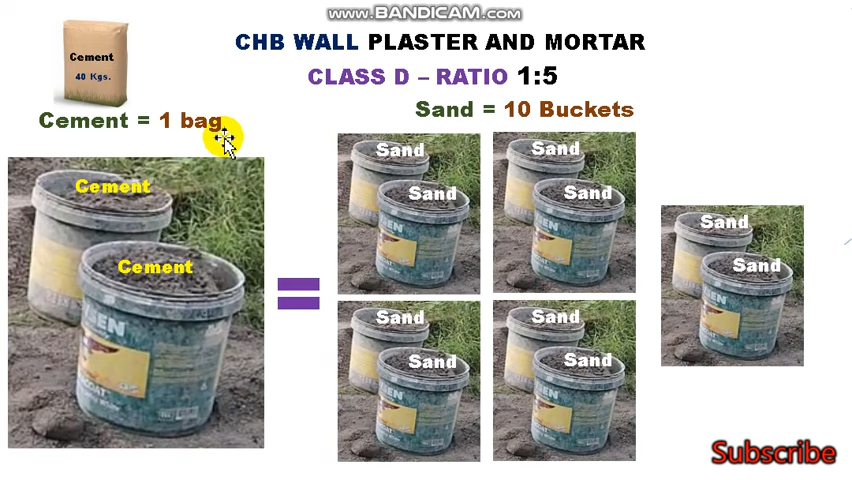 www.BANDICAM.com
CHB WALL PLASTER AND MORTAR
CLASS D – RATIO 1:5
Cement
40 Kgs.
Cement = 1 bag
Sand = 10 Buckets
Cement
Cement
Sand
Sand
Sand
Sand
Sand
Sand
Sand
Sand
Sand
Sand
Subscribe